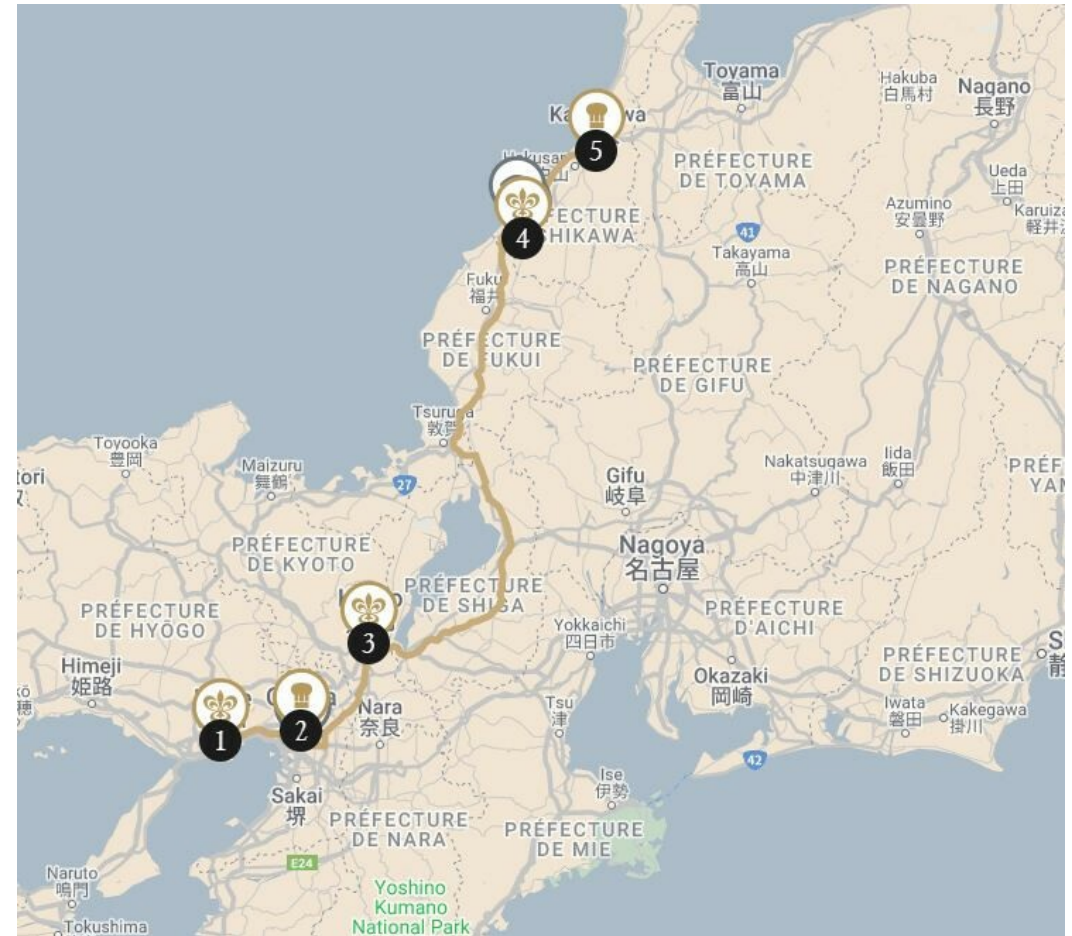 Toyama
富山
Hakuba
白馬村
Nagano
長野
5
PRÉFECTURE
DE TOYAMA
Ueda
上田
Azumino
安曇野
41
4
Takayama
高山
PRÉFECTURE
DE NAGANO
福井
PRÉFECTURE
DE FUKUI
PRÉFECTURE
DE GIFU
Tsuruga
敦賀
Toyooka
豊岡
Maizuru
舞鶴
27
Gifu
岐阜
Nakatsugawa
中津川
Iida
飯田
PRÉFECTURE
DE KYOTO
Nagoya
名古屋
PRÉFECTURE
DE SHIGA
PRÉFECTURE
DE HYŌGO
3
Yokkaichi
四日市
PRÉFECTURE
D'AICHI
Himeji
姫路
Okazaki
岡崎
PRÉFECTURE
DE SHIZUOKA
1
2
Nara
奈良
Tsu
津
Iwata
磐田
Kakegawa
掛川
42
Sakai
堺
Ise
伊勢
PRÉFECTURE
DE NARA
PRÉFECTURE
DE MIE
E24
Naruto
鳴門
Yoshino
Kumano
National Park
Tokushima